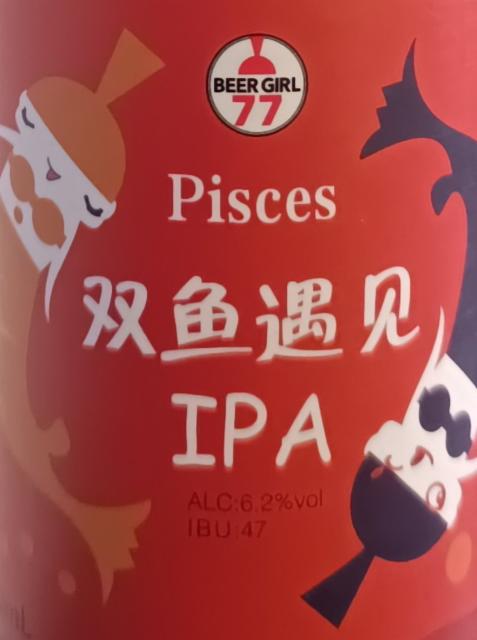 BEER GIRL
77
Pisces
双鱼遇见
IPA
ALC:6.2%vol
IBU:47